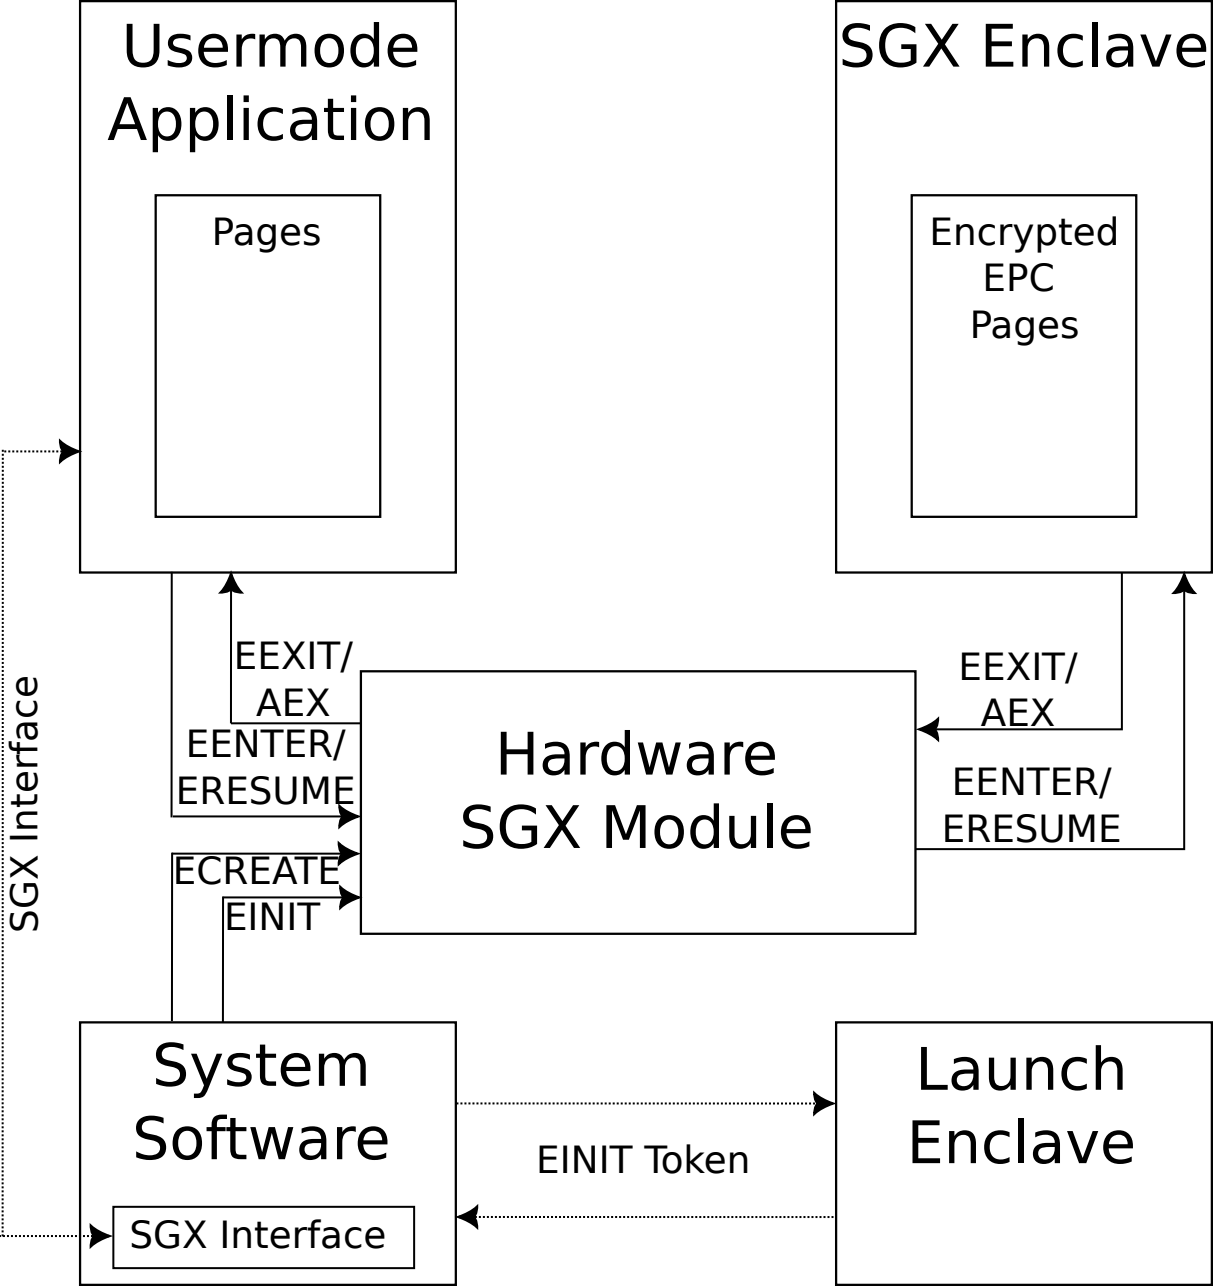 Usermode
Application
SGX Enclave
Pages
Encrypted
EPC
Pages
EEXIT/
AEX
EENTER/
ERESUME
EEXIT/
AEX
EENTER/
ERESUME
Hardware
SGX Module
ECREATE
EINIT
SGX Interface
System
Software
SGX Interface
EINIT Token
Launch
Enclave